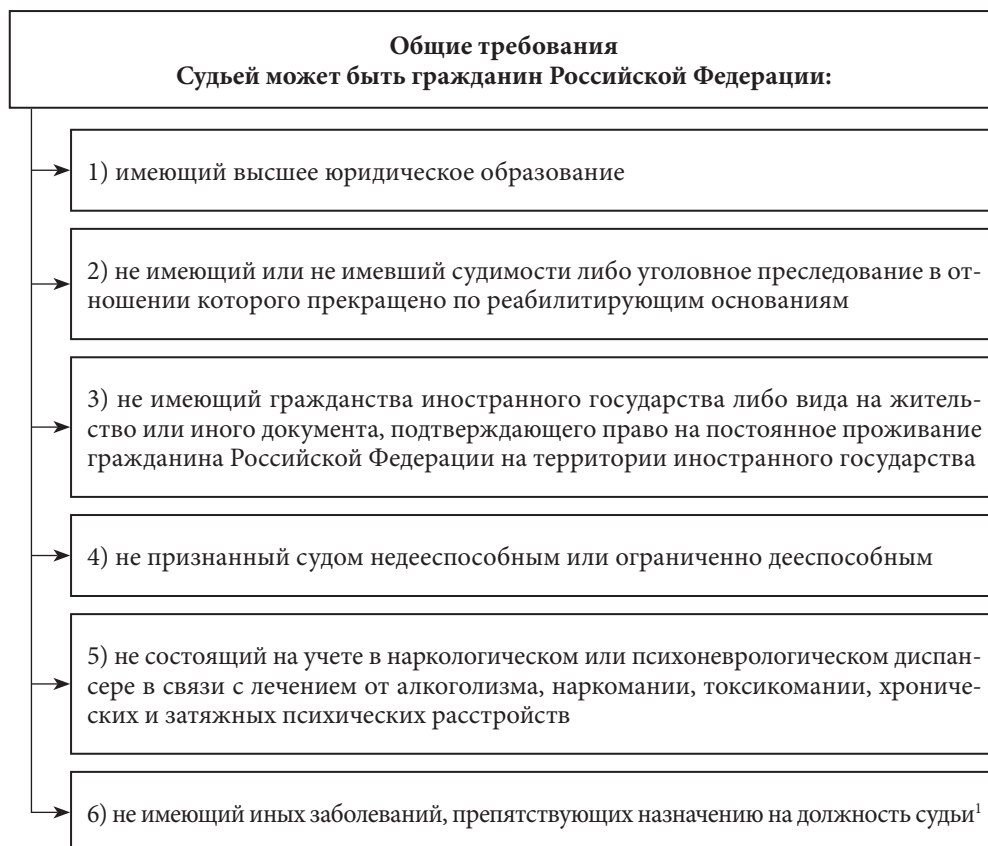 Общие требования
Судьей может быть гражданин Российской Федерации:
1) имеющий высшее юридическое образование
2) не имеющий или не имевший судимости либо уголовное преследование в от-
ношении которого прекращено по реабилитирующим основаниям
3) не имеющий гражданства иностранного государства либо вида на житель-
ство или иного документа, подтверждающего право на постоянное проживание
гражданина Российской Федерации на территории иностранного государства
4) не признанный судом недееспособным или ограниченно дееспособным
5) не состоящий на учете в наркологическом или психоневрологическом диспан-
сере в связи с лечением от алкоголизма, наркомании, токсикомании, хрониче-
ских и затяжных психических расстройств
6) не имеющий иных заболеваний, препятствующих назначению на должность судьи¹